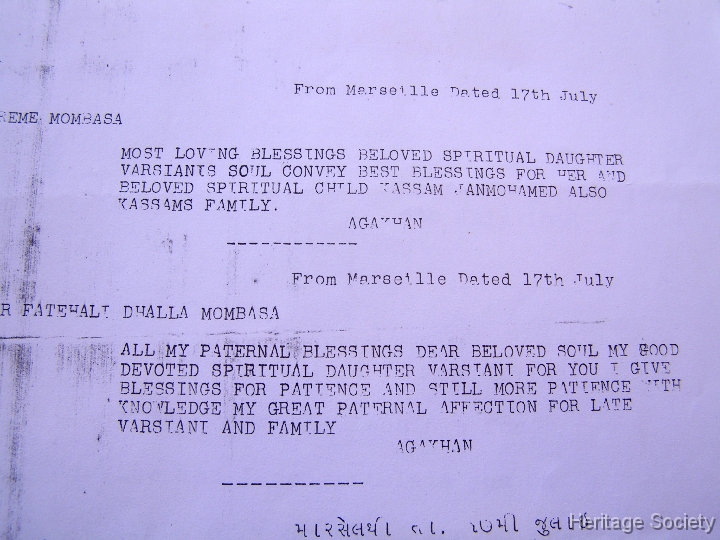 From Marseille Dated 17th July
REME MOMBASA
MOST LOVING BLESSINGS BELOVED SPIRITUAL DAUGHTER
VARSIANIS SOUL CONVEY BEST BLESSINGS FOR HER AND
BELOVED SPIRITUAL CHILD KASSAM JANMOHAMED ALSO
KASSAMS FAMILY.
AGAKHAN
------------
From Marseille Dated 17th July
R FATEHALI DHALLA MOMBASA
ALL MY PATERNAL BLESSINGS DEAR BELOVED SOUL MY GOOD
DEVOTED SPIRITUAL DAUGHTER VARSIANI FOR YOU I GIVE
BLESSINGS FOR PATIENCE AND STILL MORE PATIENCE WITH
KNOWLEDGE MY GREAT PATERNAL AFFECTION FOR LATE
VARSIANI AND FAMILY
AGAKHAN
-----------
મારસેલથી તા. ૧૭મી જુલાઈ
Heritage Society